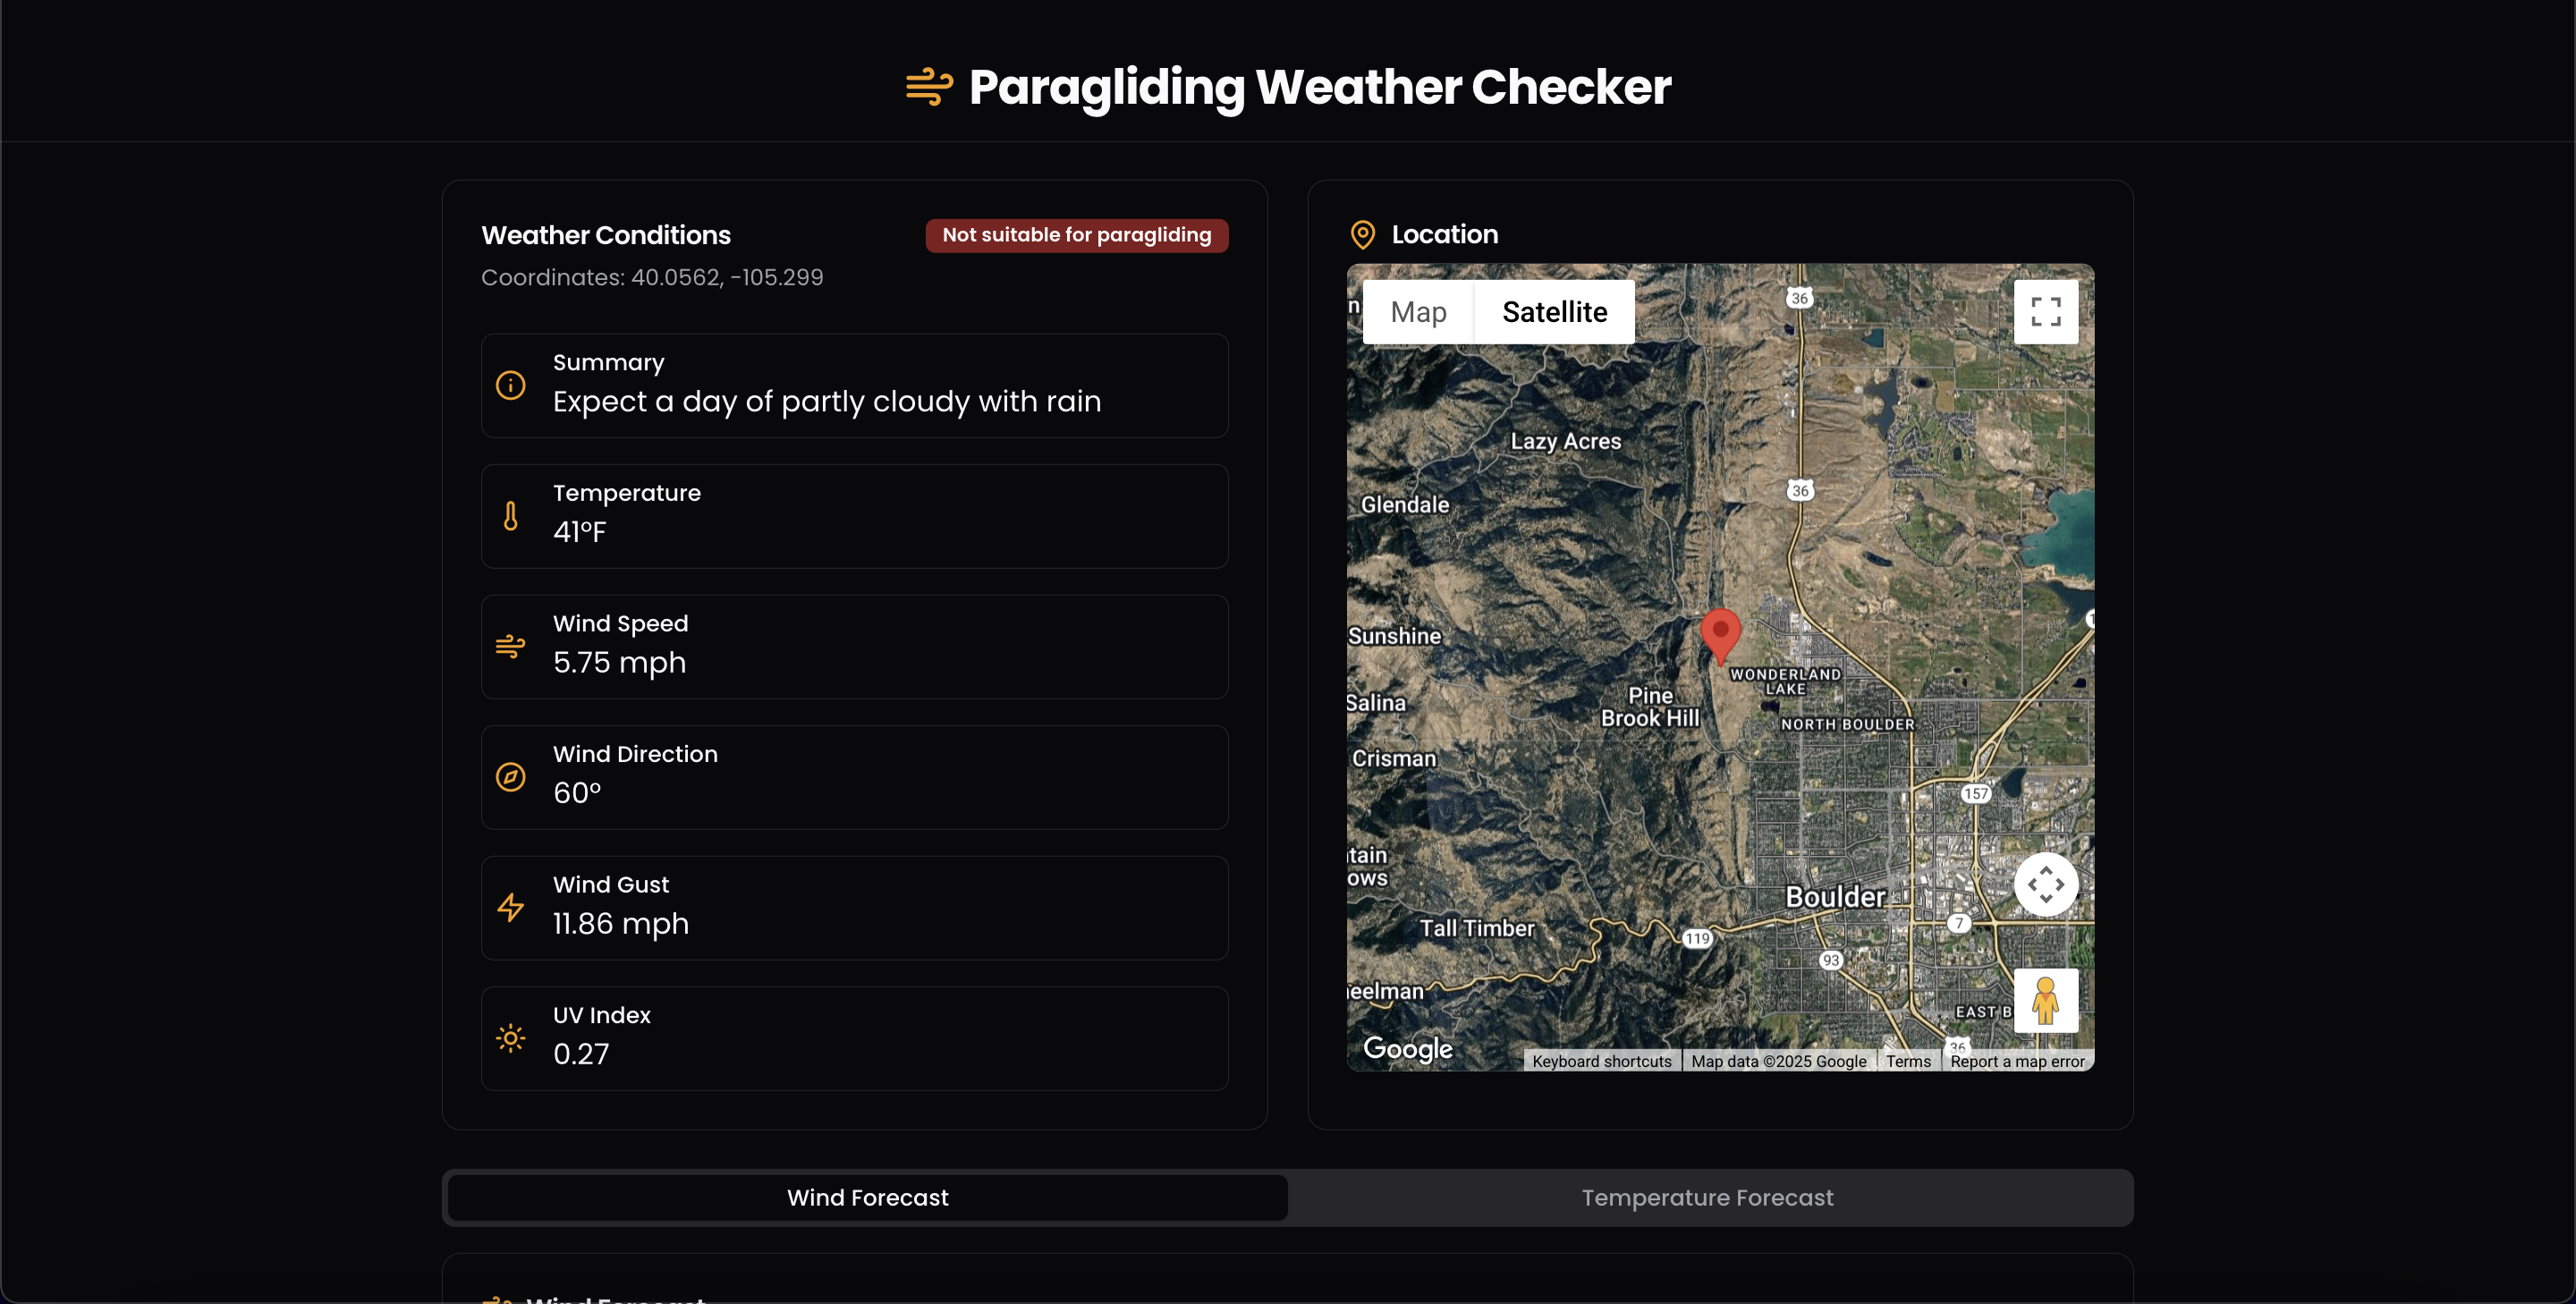 Paragliding Weather Checker
Weather Conditions
Not suitable for paragliding
Coordinates: 40.0562, -105.299
Summary
Expect a day of partly cloudy with rain
Temperature
41°F
Wind Speed
5.75 mph
Wind Direction
60°
Wind Gust
11.86 mph
UV Index
0.27
Location
Map
Satellite
36
Lazy Acres
36
Glendale
Sunshine
WONDERLAND
LAKE
Salina
Pine
Brook Hill
NORTH BOULDER
Crisman
157
tain
ows
Boulder
Tall Timber
119
7
93
eelman
EAST B
36
Google
Keyboard shortcuts
Map data ©2025 Google
Terms
Report a map error
Wind Forecast
Temperature Forecast
Wind Forecast